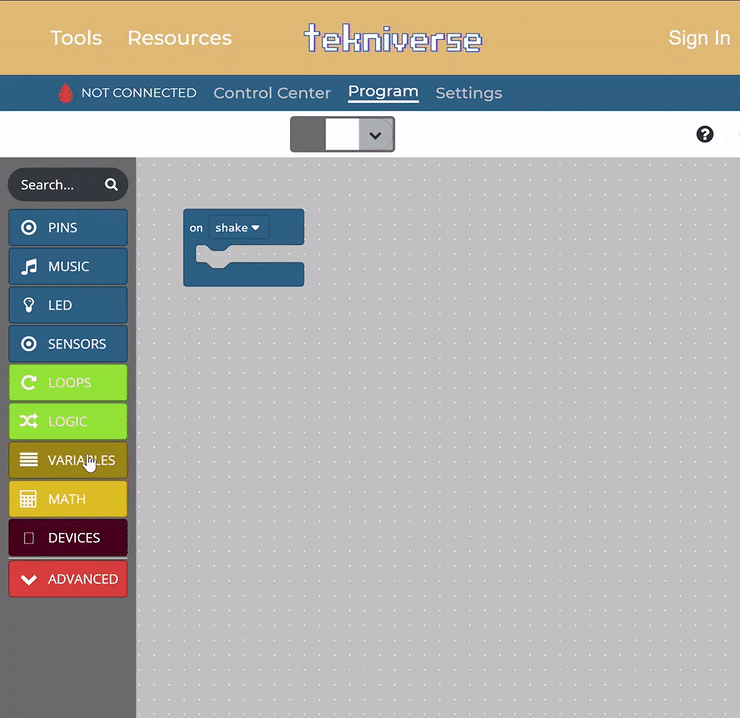 Tools Resources tekniverse Sign In
NOT CONNECTED Control Center Program Settings
Search...
PINS
MUSIC
LED
SENSORS
LOOPS
LOGIC
VARIABLES
MATH
DEVICES
ADVANCED
on shake